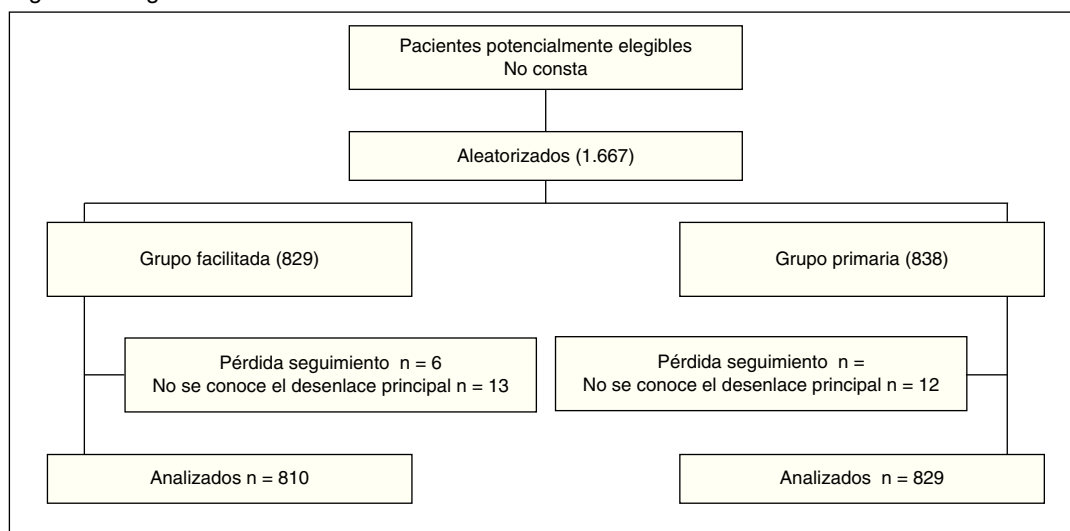 Pacientes potencialmente elegibles
No consta
Aleatorizados (1.667)
Grupo facilitada (829)
Grupo primaria (838)
Pérdida seguimiento n = 6
No se conoce el desenlace principal n = 13
Pérdida seguimiento n =
No se conoce el desenlace principal n = 12
Analizados n = 810
Analizados n = 829